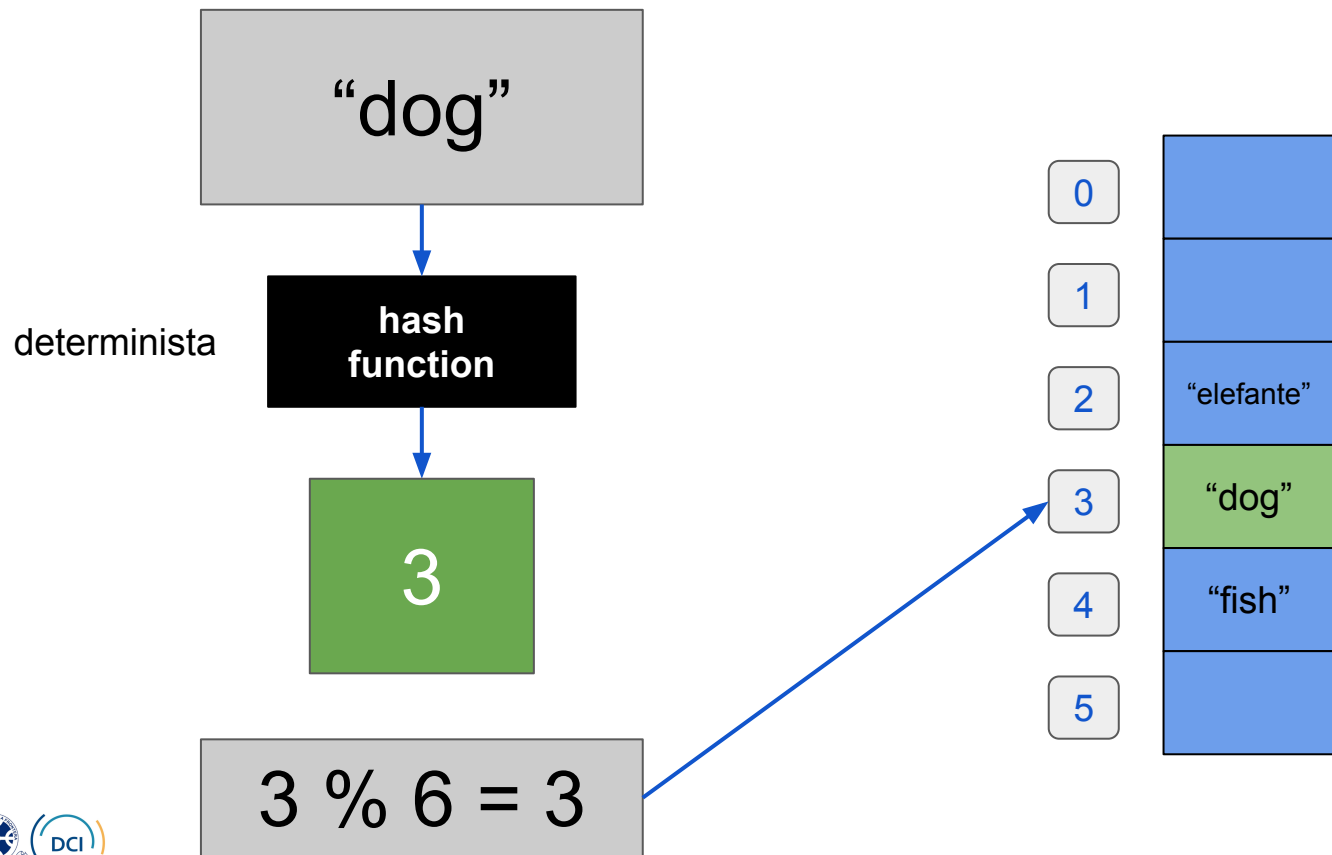 “dog”
determinista
hash
function
3
3 % 6 = 3
0
1
2
“elefante”
3
“dog”
4
“fish”
5
DCI